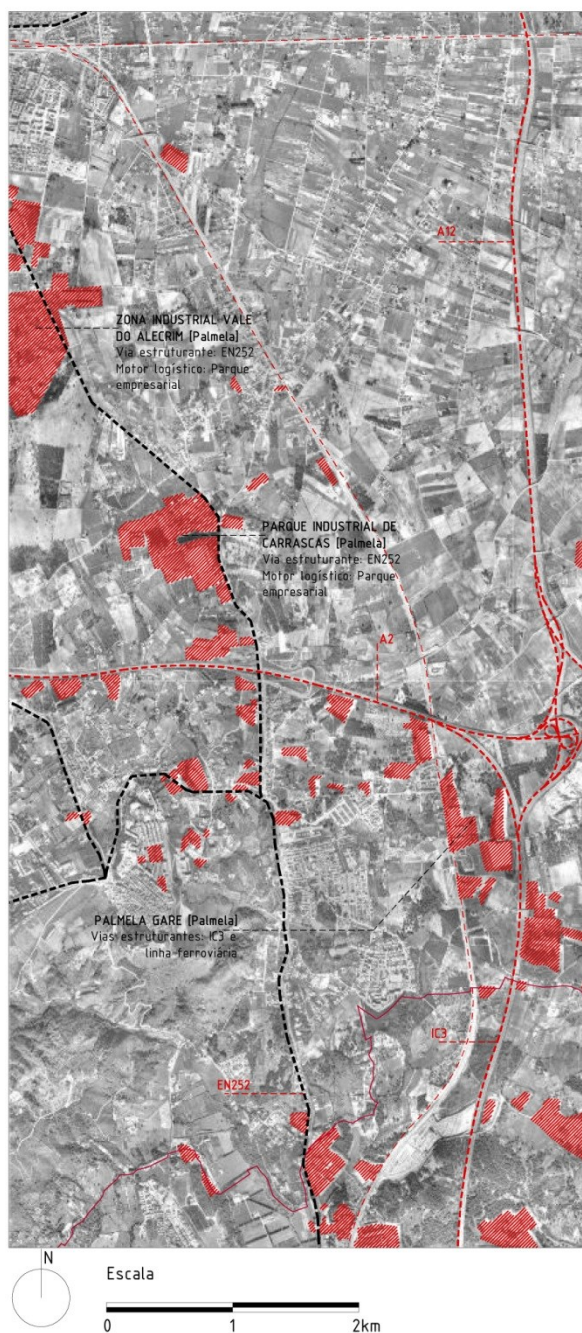 A12
ZONA INDUSTRIAL VALE
DO ALECRIM [Palmela]
Via estruturante: EN252
Motor logístico: Parque
empresarial
PARQUE INDUSTRIAL DE
CARRASCAS [Palmela]
Via estruturante: EN252
Motor logístico: Parque
empresarial
A2
PALMELA GARE [Palmela]
Vias estruturantes: IC3 e
linha ferroviária
IC3
EN252
N
Escala
0 1 2km